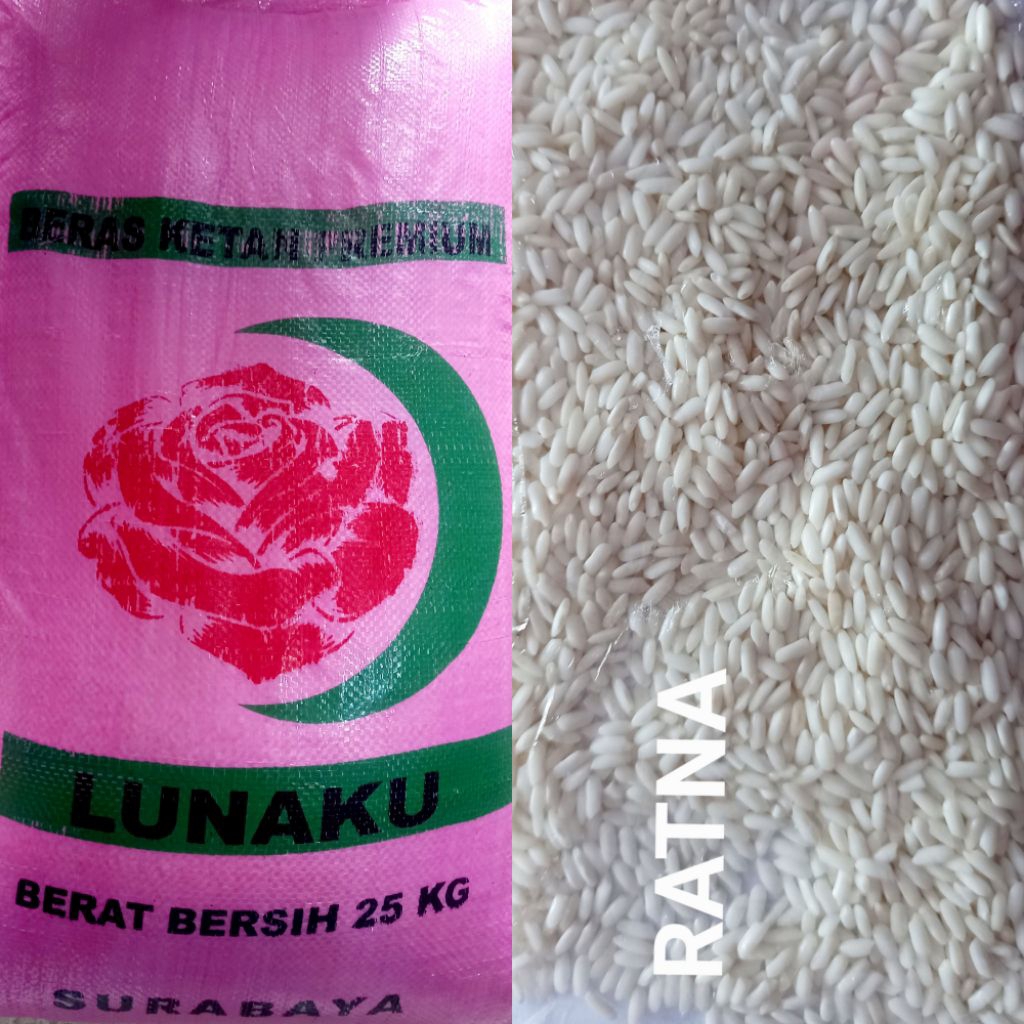 BERAS KETAN PREMIUM
LUNAKU
BERAT BERSIH 25 KG
SURABAYA
RATNA